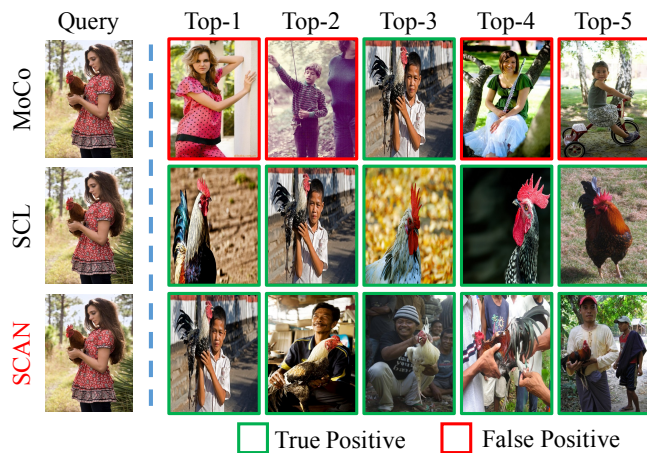 Query Top-1 Top-2 Top-3 Top-4 Top-5
MoCo
SCL
SCAN
True Positive False Positive